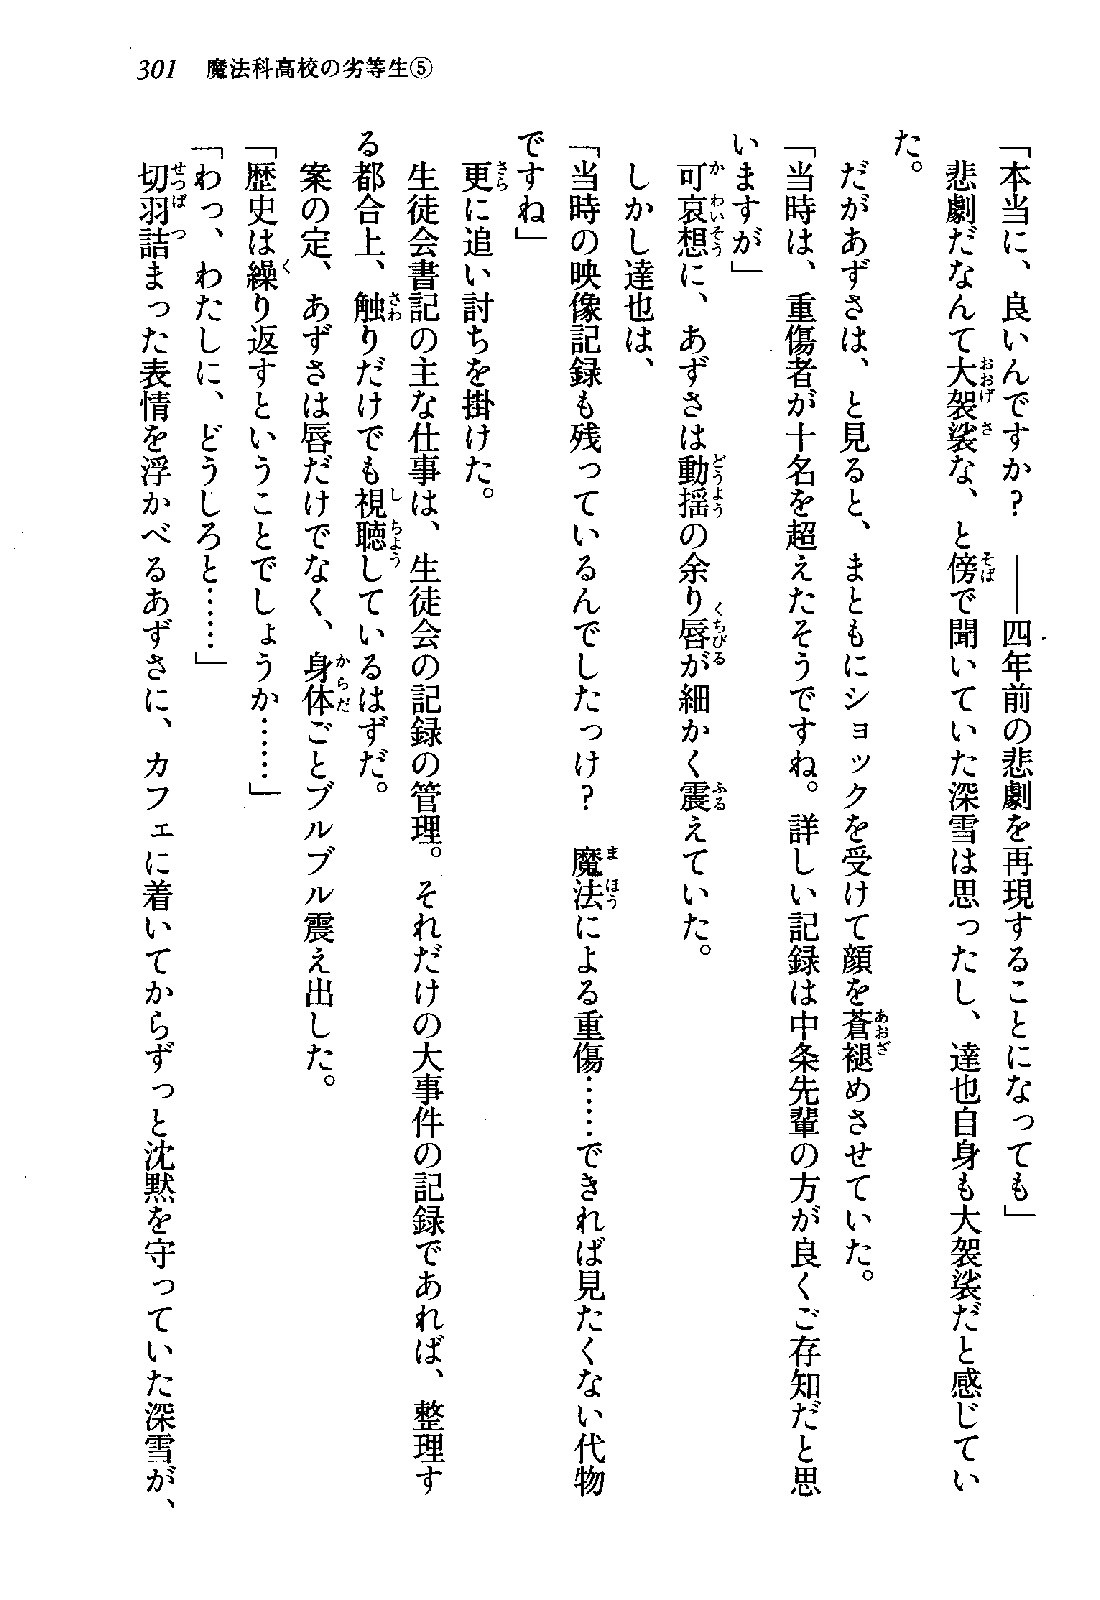 301 魔法科高校の劣等生⑤
「本当に、良いんですか？　――四年前の悲劇を再現することになっても」
悲劇だなんて大袈裟な、と傍で聞いていた深雪は思ったし、達也自身も大袈裟だと感じてい
た。
だがあずさは、と見ると、まともにショックを受けて顔を蒼褪めさせていた。
「当時は、重傷者が十名を超えたそうですね。詳しい記録は中条先輩の方が良くご存知だと思
いますが」
可哀想に、あずさは動揺の余り唇が細かく震えていた。
しかし達也は、
「当時の映像記録も残っているんでしたっけ？　魔法による重傷……できれば見たくない代物
ですね」
更に追い討ちを掛けた。
生徒会書記の主な仕事は、生徒会の記録の管理。それだけの大事件の記録であれば、整理す
る都合上、触りだけでも視聴しているはずだ。
案の定、あずさは唇だけでなく、身体ごとブルブル震え出した。
「歴史は繰り返すということでしょうか……」
「わっ、わたしに、どうしろと……」
切羽詰まった表情を浮かべるあずさに、カフェに着いてからずっと沈黙を守っていた深雪が、